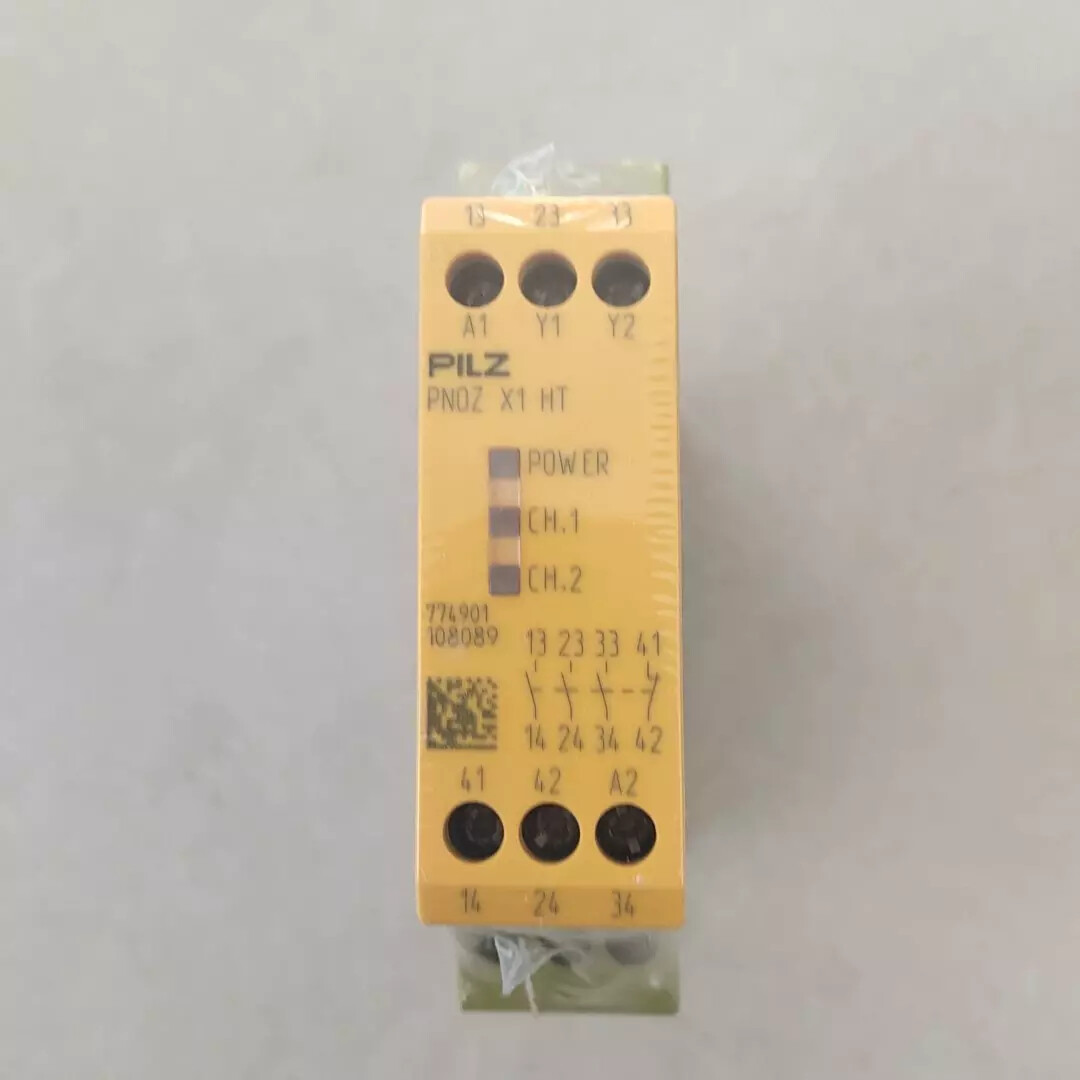 13 23 33
A1 Y1 Y2
PILZ
PNOZ X1 HT
POWER
CH.1
CH.2
774901
108089
13 23 33 41
14 24 34 42
41 42 A2
14 24 34